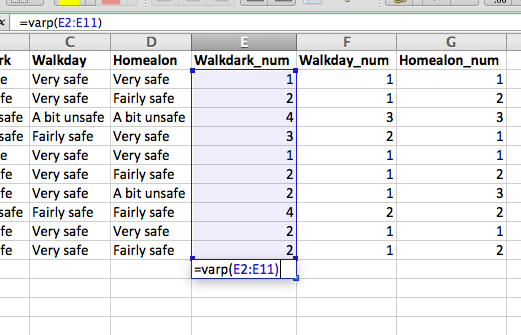 =varp(E2:E11)
C D E F G
rk Walkday Homealon Walkdark_num Walkday_num Homealon_num
e Very safe Very safe 1 1 1
fe Very safe Fairly safe 2 1 2
safe A bit unsafe A bit unsafe 4 3 3
safe Fairly safe Very safe 3 2 1
e Very safe Very safe 1 1 1
fe Very safe Fairly safe 2 1 2
fe Very safe A bit unsafe 2 1 3
safe Fairly safe Fairly safe 4 2 2
fe Very safe Very safe 2 1 1
fe Very safe Fairly safe 2 1 2
=varp(E2:E11)